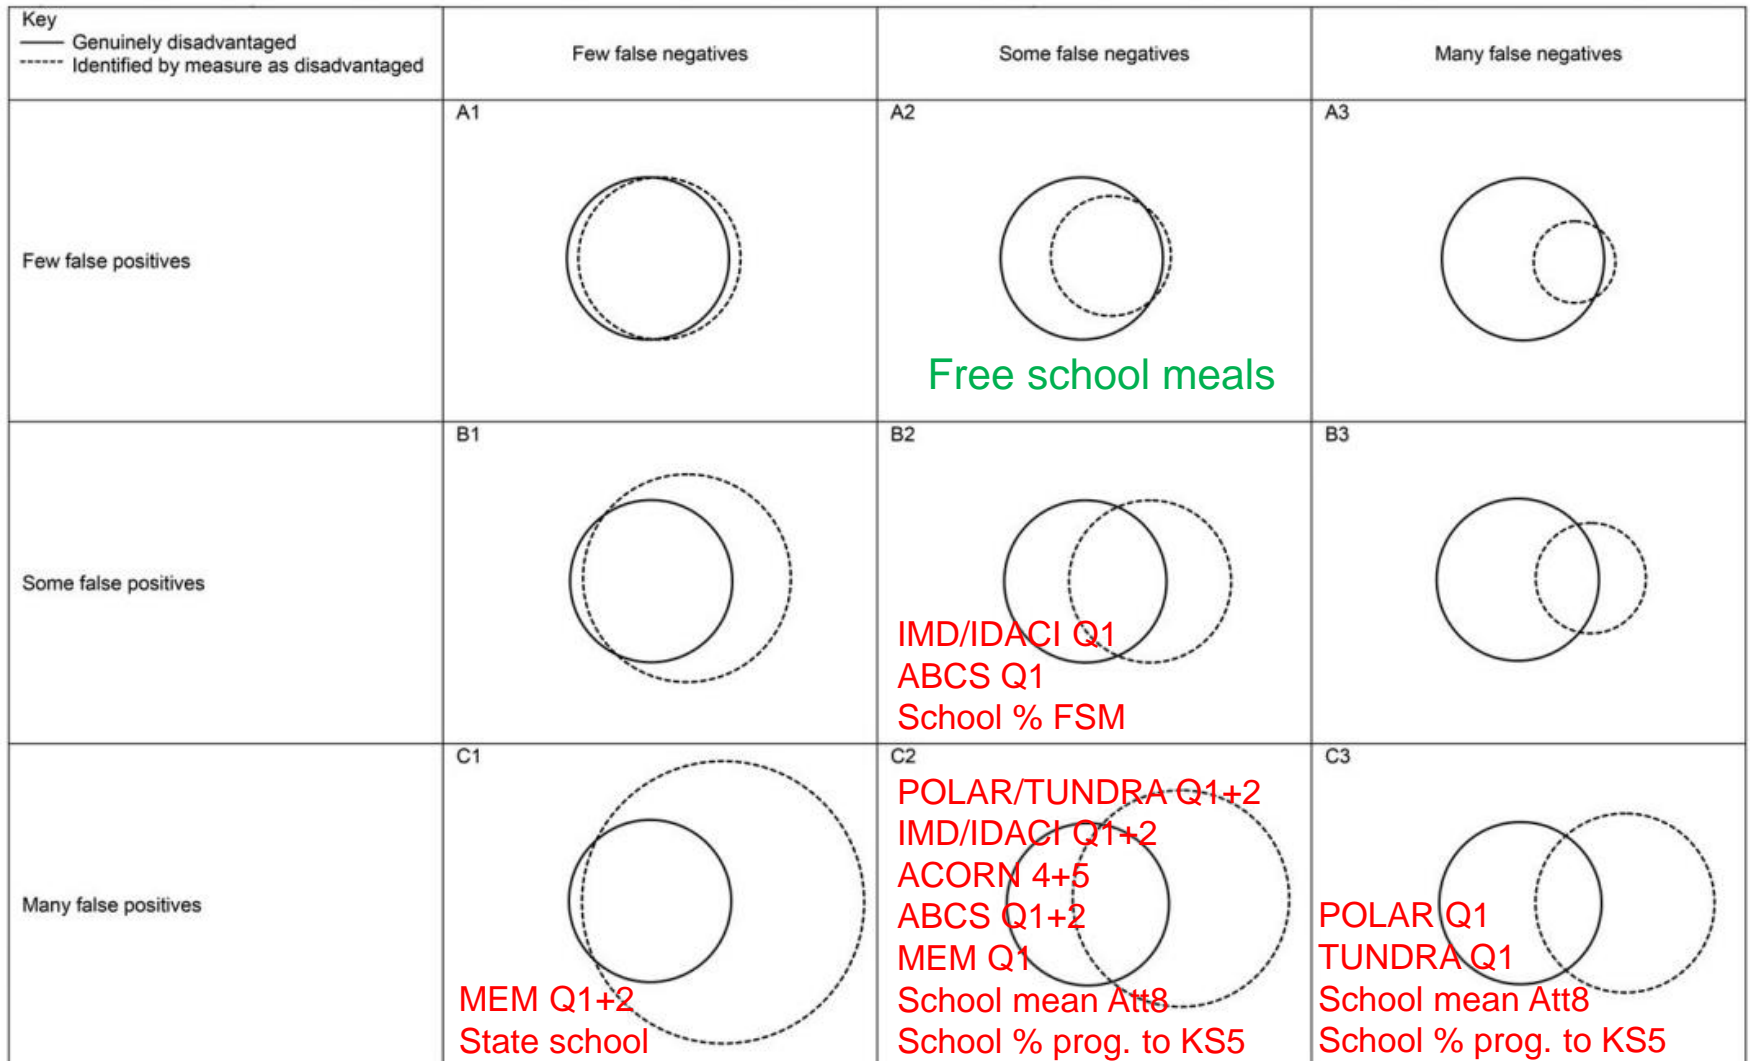 Key
Genuinely disadvantaged
Identified by measure as disadvantaged
Few false negatives
Some false negatives
Many false negatives
Few false positives
A1
A2
Free school meals
A3
Some false positives
B1
B2
IMD/IDACI Q1
ABCS Q1
School % FSM
B3
Many false positives
C1
MEM Q1+2
State school
C2
POLAR/TUNDRA Q1+2
IMD/IDACI Q1+2
ACORN 4+5
ABCS Q1+2
MEM Q1
School mean Att8
School % prog. to KS5
C3
POLAR Q1
TUNDRA Q1
School mean Att8
School % prog. to KS5